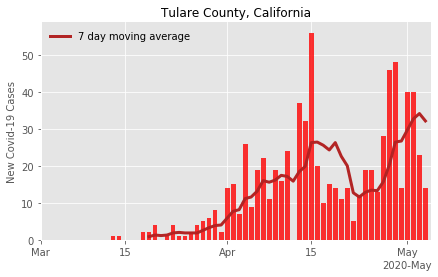 Tulare County, California
7 day moving average
New Covid-19 Cases
50
40
30
20
10
0
Mar
15
Apr
15
May
2020-May